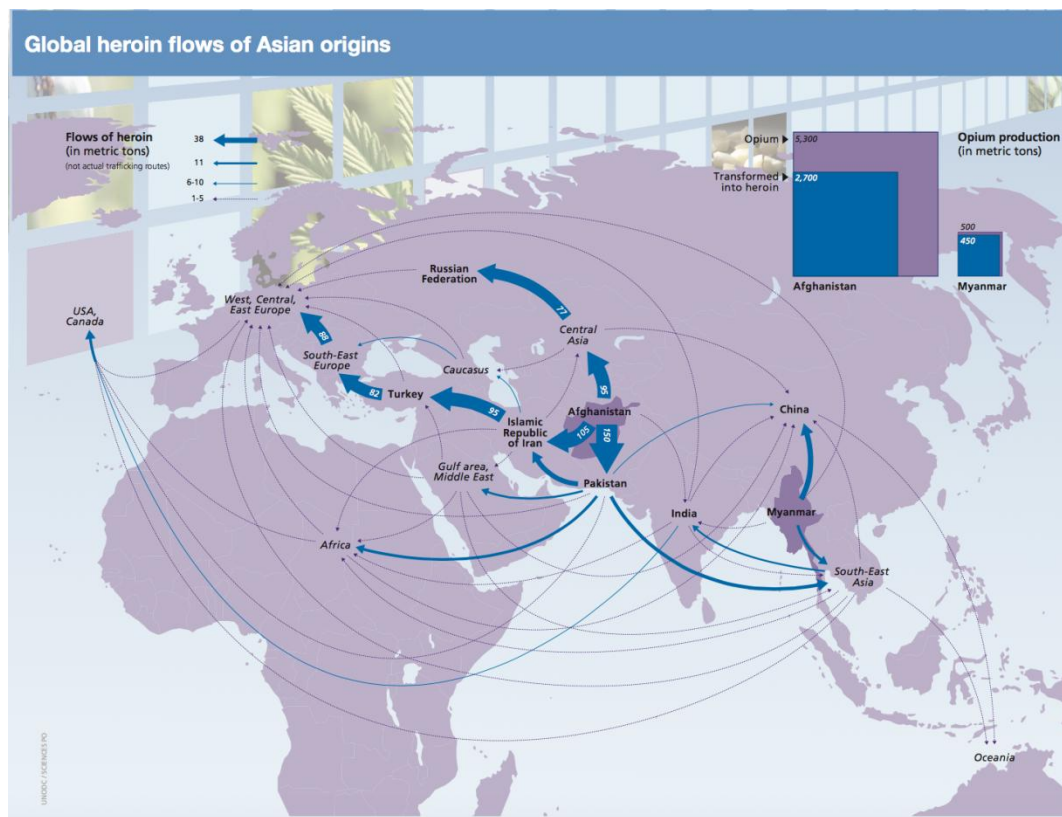 Global heroin flows of Asian origins
Flows of heroin
(in metric tons)
(not actual trafficking routes)
38
11
6-10
1-5
Opium
5,300
Transformed
into heroin
2,700
Afghanistan
Opium production
(in metric tons)
500
450
Myanmar
USA,
Canada
West, Central,
East Europe
Russian
Federation
77
88
South-East
Europe
82
Turkey
Caucasus
Central
Asia
95
95
Afghanistan
105
150
Islamic
Republic
of Iran
Gulf area,
Middle East
Pakistan
China
India
Myanmar
Africa
South-East
Asia
Oceania
UNODC / SCIENCES PO